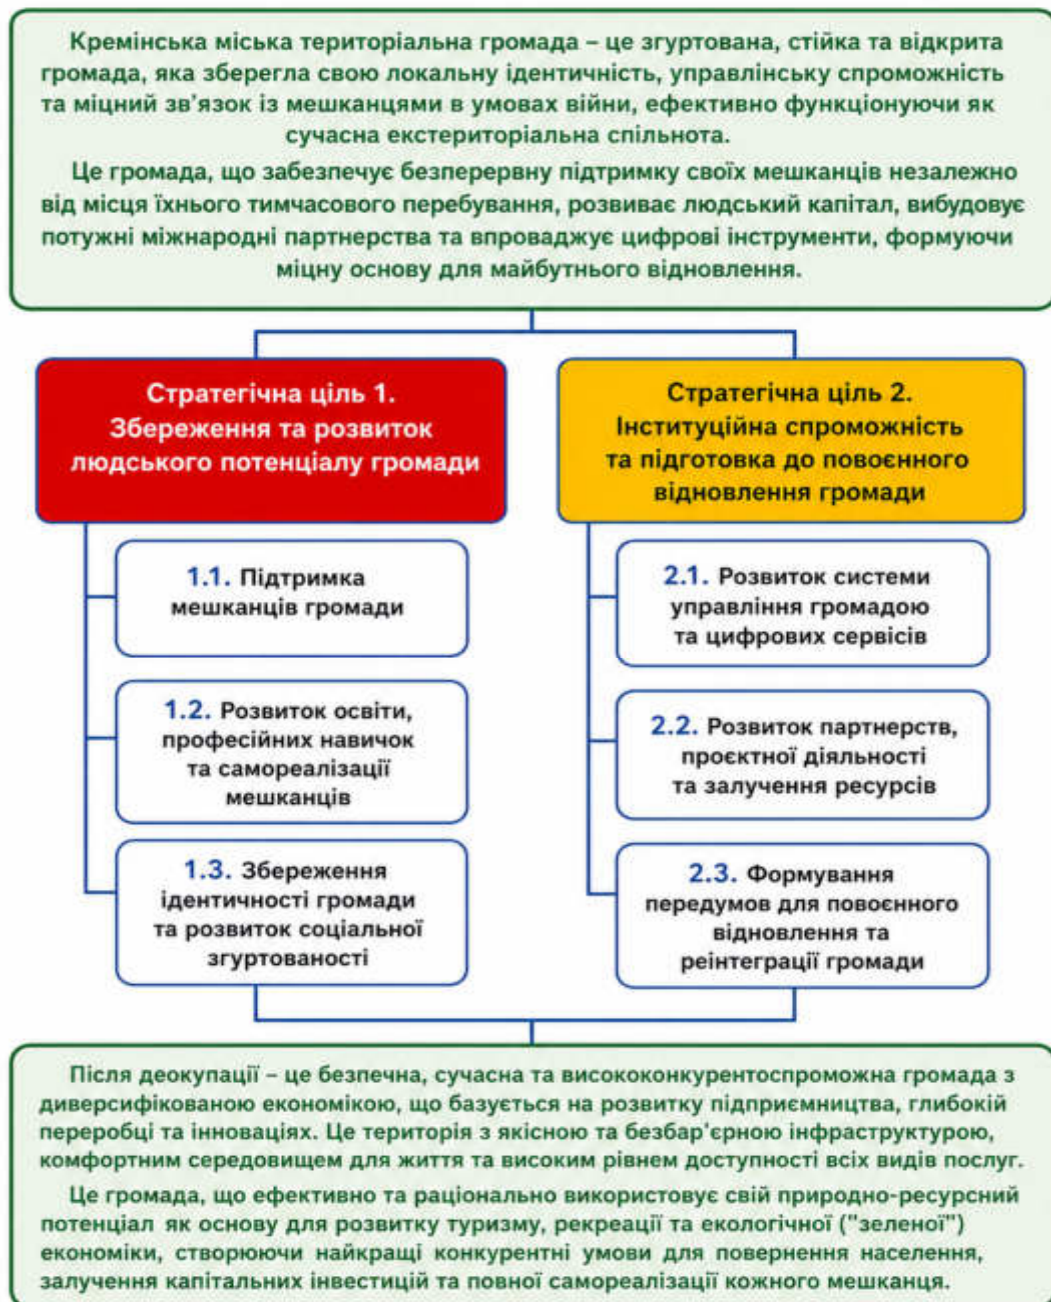 Кремінська міська територіальна громада – це згуртована, стійка та відкрита
громада, яка зберегла свою локальну ідентичність, управлінську спроможність
та міцний зв'язок із мешканцями в умовах війни, ефективно функціонуючи як
сучасна екстериторіальна спільнота.
Це громада, що забезпечує безперервну підтримку своїх мешканців незалежно
від місця їхнього тимчасового перебування, розвиває людський капітал, вибудовує
потужні міжнародні партнерства та впроваджує цифрові інструменти, формуючи
міцну основу для майбутнього відновлення.
Стратегічна ціль 1.
Збереження та розвиток
людського потенціалу громади
1.1. Підтримка
мешканців громади
1.2. Розвиток освіти,
професійних навичок
та самореалізації
мешканців
1.3. Збереження
ідентичності громади
та розвиток соціальної
згуртованості
Стратегічна ціль 2.
Інституційна спроможність
та підготовка до повоєнного
відновлення громади
2.1. Розвиток системи
управління громадою
та цифрових сервісів
2.2. Розвиток партнерств,
проєктної діяльності
та залучення ресурсів
2.3. Формування
передумов для повоєнного
відновлення та
реінтеграції громади
Після деокупації – це безпечна, сучасна та висококонкурентоспроможна громада з
диверсифікованою економікою, що базується на розвитку підприємництва, глибокій
переробці та інноваціях. Це територія з якісною та безбар'єрною інфраструктурою,
комфортним середовищем для життя та високим рівнем доступності всіх видів послуг.
Це громада, що ефективно та раціонально використовує свій природно-ресурсний
потенціал як основу для розвитку туризму, рекреації та екологічної ("зеленої")
економіки, створюючи найкращі конкурентні умови для повернення населення,
залучення капітальних інвестицій та повної самореалізації кожного мешканця.